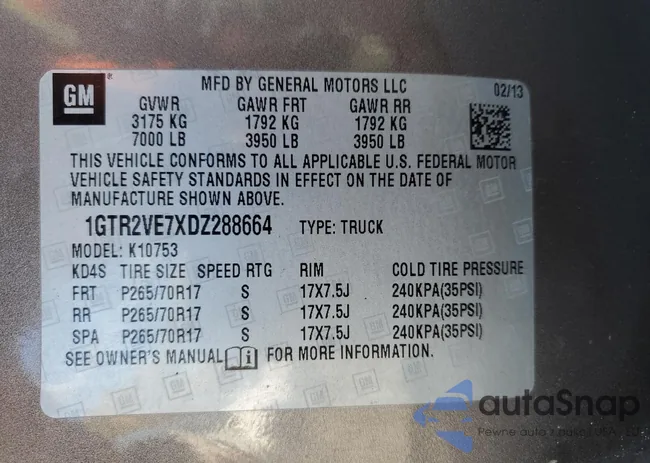 GM
MFD BY GENERAL MOTORS LLC 02/13
GVWR GAWR FRT GAWR RR
3175 KG 1792 KG 1792 KG
7000 LB 3950 LB 3950 LB
THIS VEHICLE CONFORMS TO ALL APPLICABLE U.S. FEDERAL MOTOR
VEHICLE SAFETY STANDARDS IN EFFECT ON THE DATE OF
MANUFACTURE SHOWN ABOVE.
1GTR2VE7XDZ288664 TYPE: TRUCK
MODEL: K10753
KD4S TIRE SIZE SPEED RTG RIM COLD TIRE PRESSURE
FRT P265/70R17 S 17X7.5J 240KPA(35PSI)
RR P265/70R17 S 17X7.5J 240KPA(35PSI)
SPA P265/70R17 S 17X7.5J 240KPA(35PSI)
SEE OWNER'S MANUAL FOR MORE INFORMATION.
autoSnap
Pewne auta z